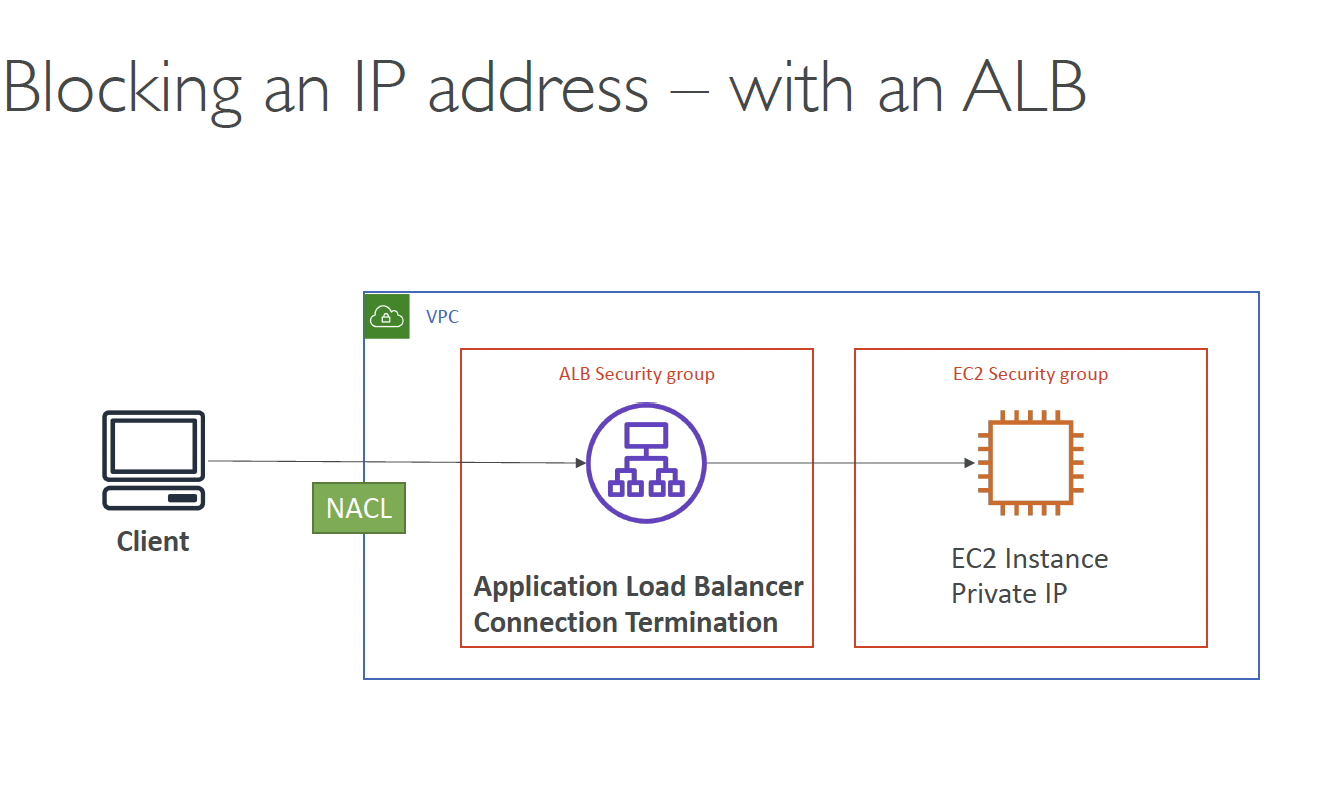 Blocking an IP address – with an ALB
VPC
ALB Security group
EC2 Security group
NACL
Client
Application Load Balancer
Connection Termination
EC2 Instance
Private IP